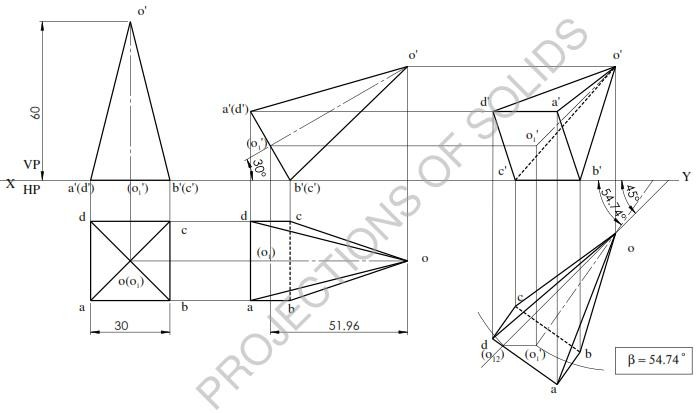 o'
o'
o'
60
a'(d')
d'
a'
(o₁')
o₁'
30°
VP
X
HP
a'(d')
(o₁')
b'(c')
b'(c')
c'
b'
Y
54.74°
45°
d
c
d
c
o(o₁)
(o₁)
o
o
a
b
a
b
30
51.96
c
d
(o₁₂)
(o₁')
b
a
β = 54.74°
PROJECTIONS OF SOLIDS